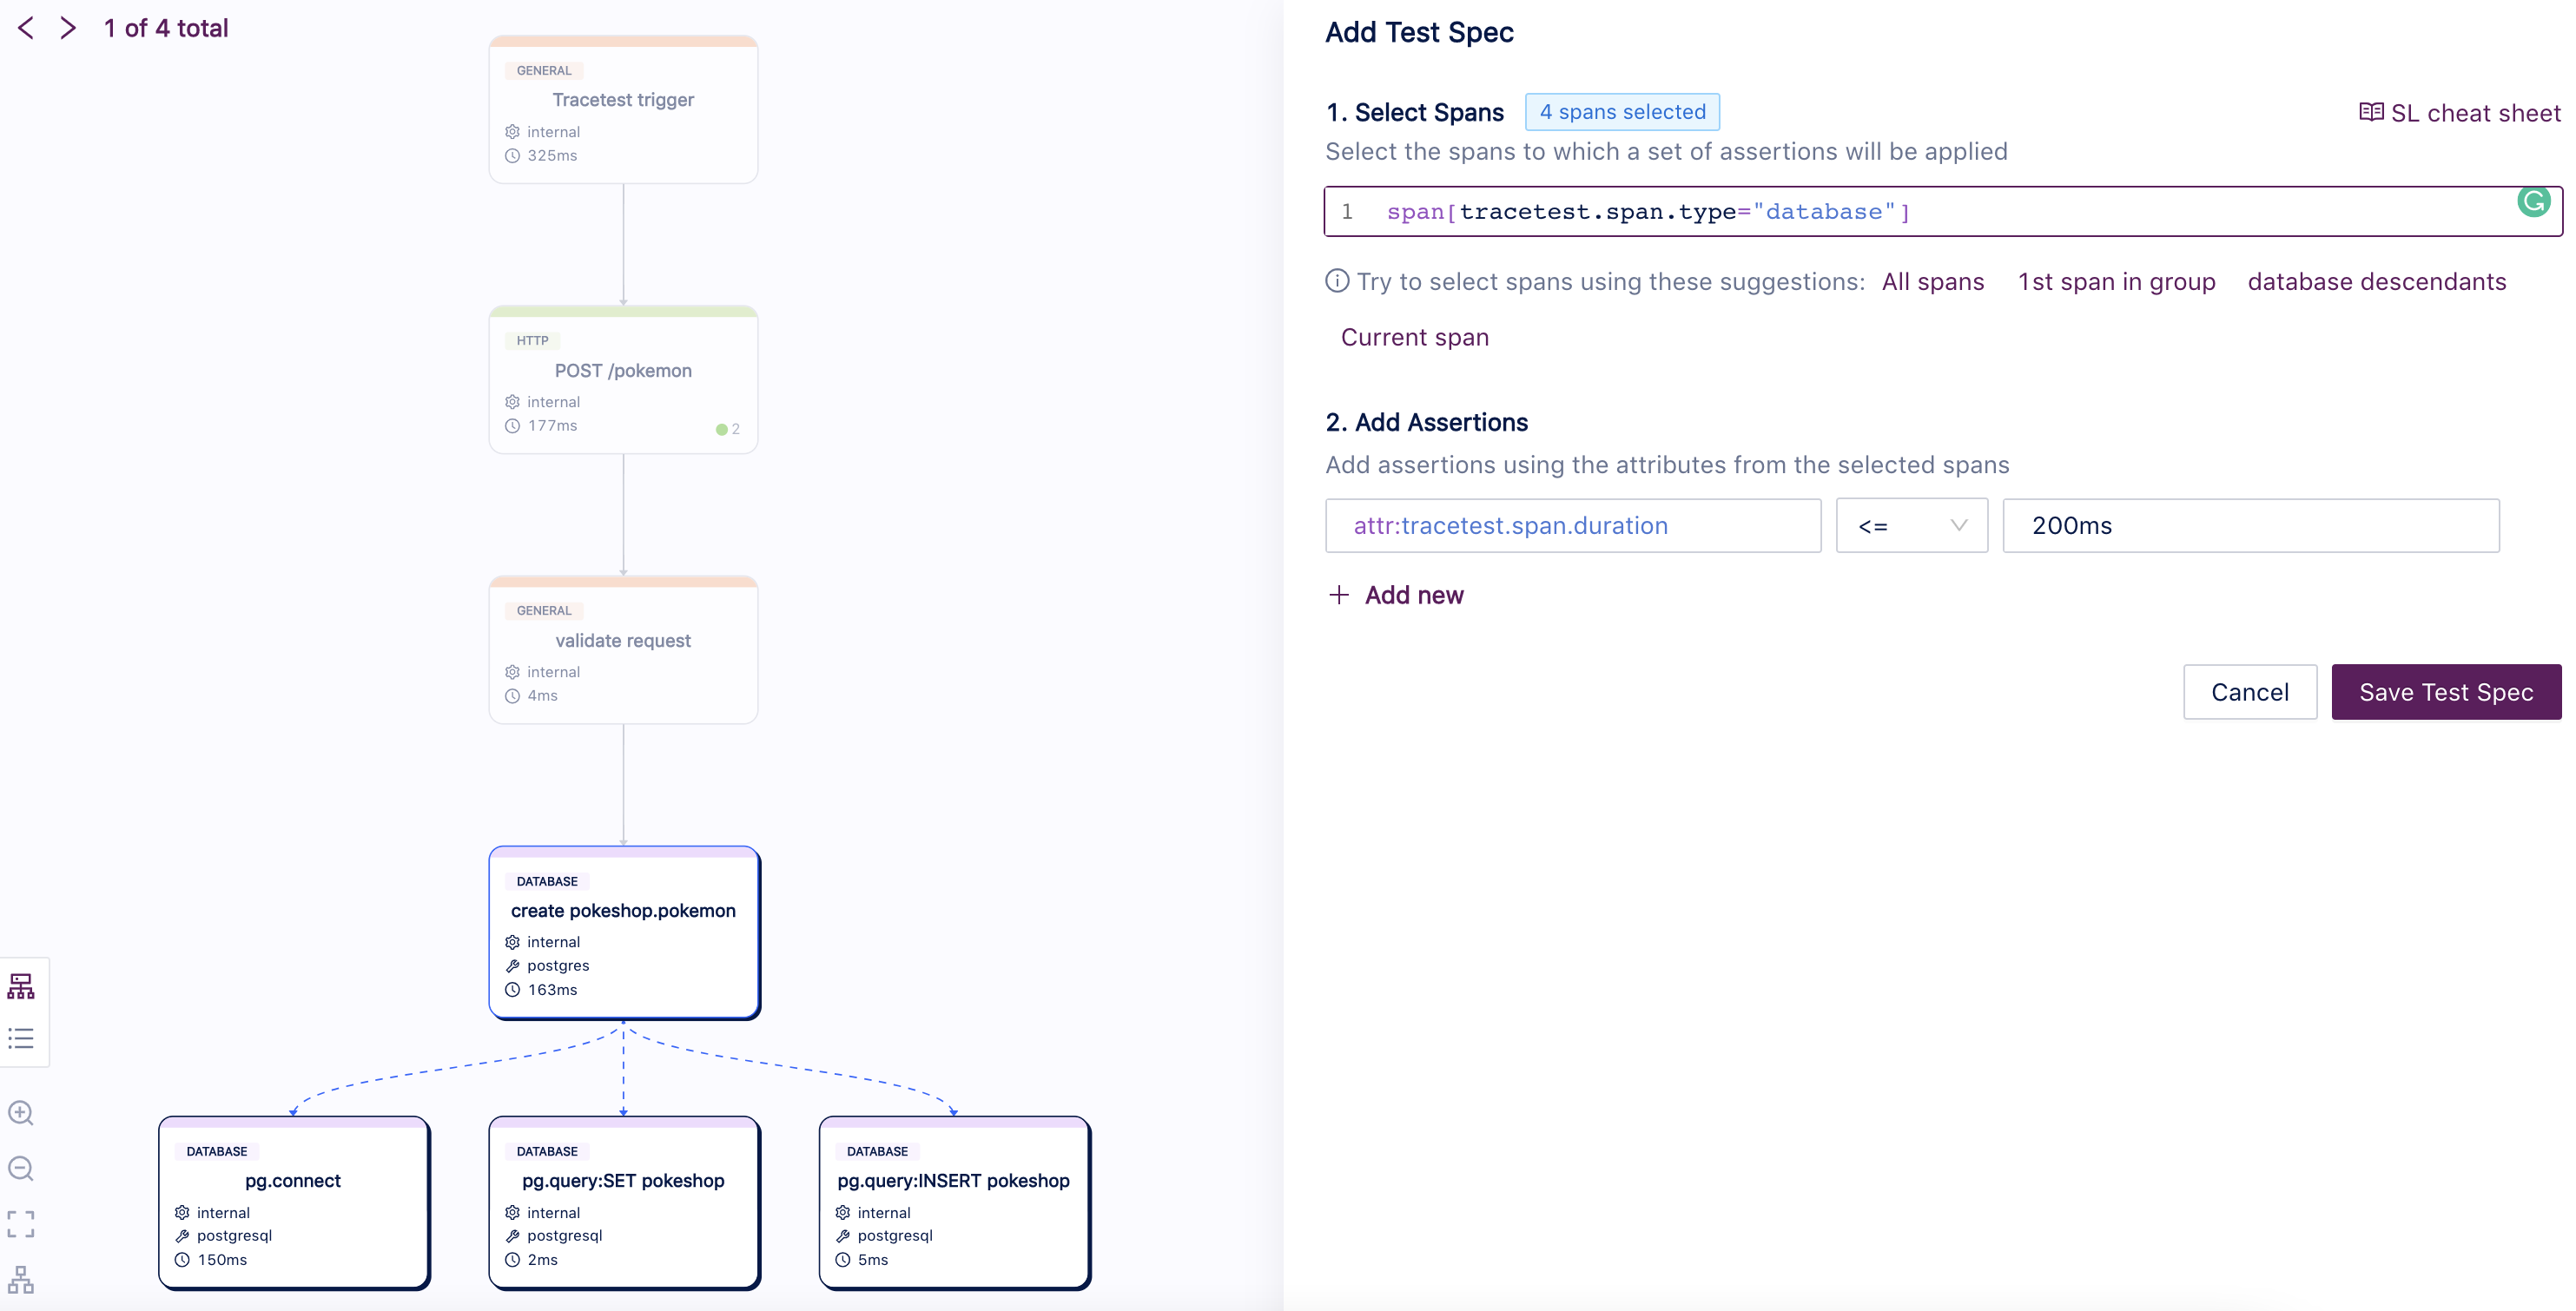 1 of 4 total
GENERAL
Tracetest trigger
internal
325ms
HTTP
POST /pokemon
internal
177ms
2
GENERAL
validate request
internal
4ms
DATABASE
create pokeshop.pokemon
internal
postgres
163ms
DATABASE
pg.connect
internal
postgresql
150ms
DATABASE
pg.query:SET pokeshop
internal
postgresql
2ms
DATABASE
pg.query:INSERT pokeshop
internal
postgresql
5ms
Add Test Spec
1. Select Spans 4 spans selected SL cheat sheet
Select the spans to which a set of assertions will be applied
1 span[tracetest.span.type="database"]
Try to select spans using these suggestions: All spans 1st span in group database descendants
Current span
2. Add Assertions
Add assertions using the attributes from the selected spans
attr:tracetest.span.duration <= 200ms
Add new
Cancel Save Test Spec